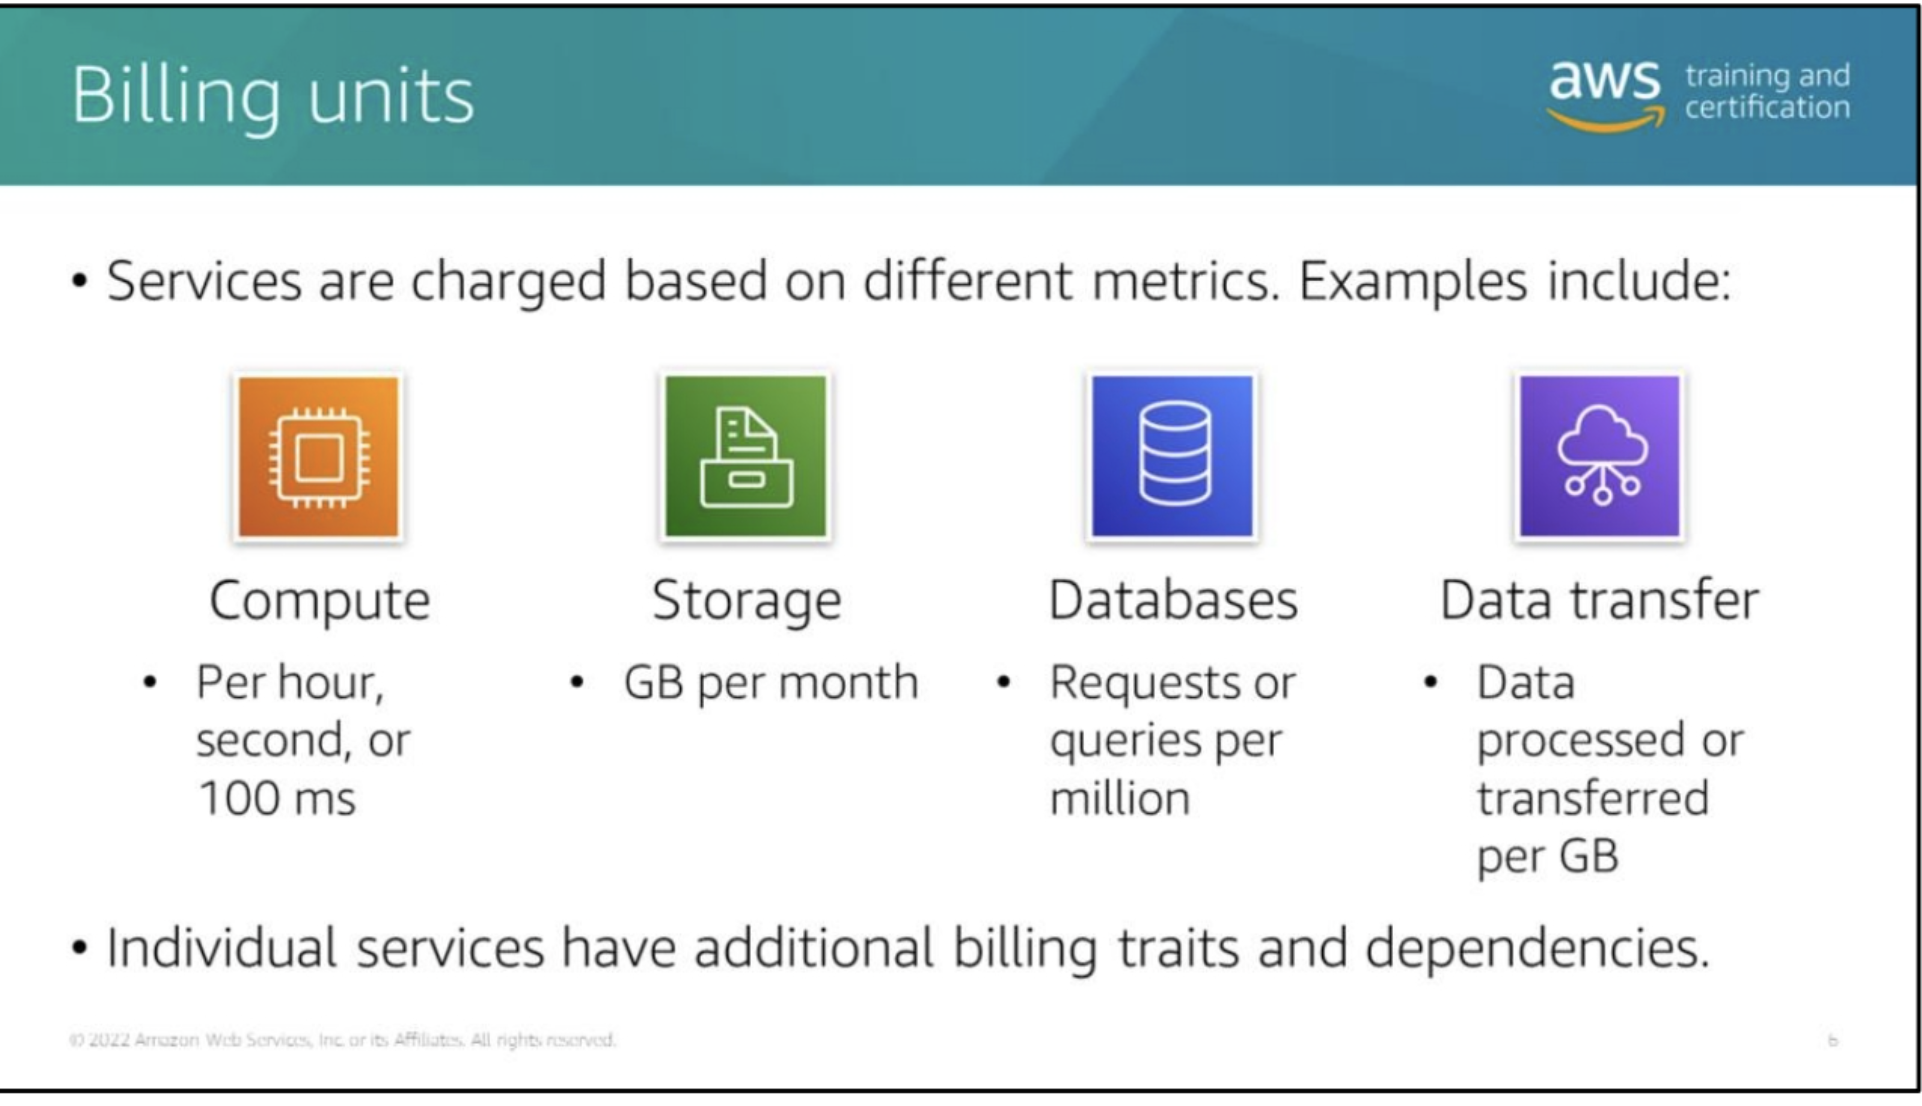 Billing units
aws training and
certification
• Services are charged based on different metrics. Examples include:
Compute
• Per hour,
second, or
100 ms
Storage
• GB per month
Databases
• Requests or
queries per
million
Data transfer
• Data
processed or
transferred
per GB
• Individual services have additional billing traits and dependencies.
© 2022 Amazon Web Services, Inc. or its Affiliates. All rights reserved.
6